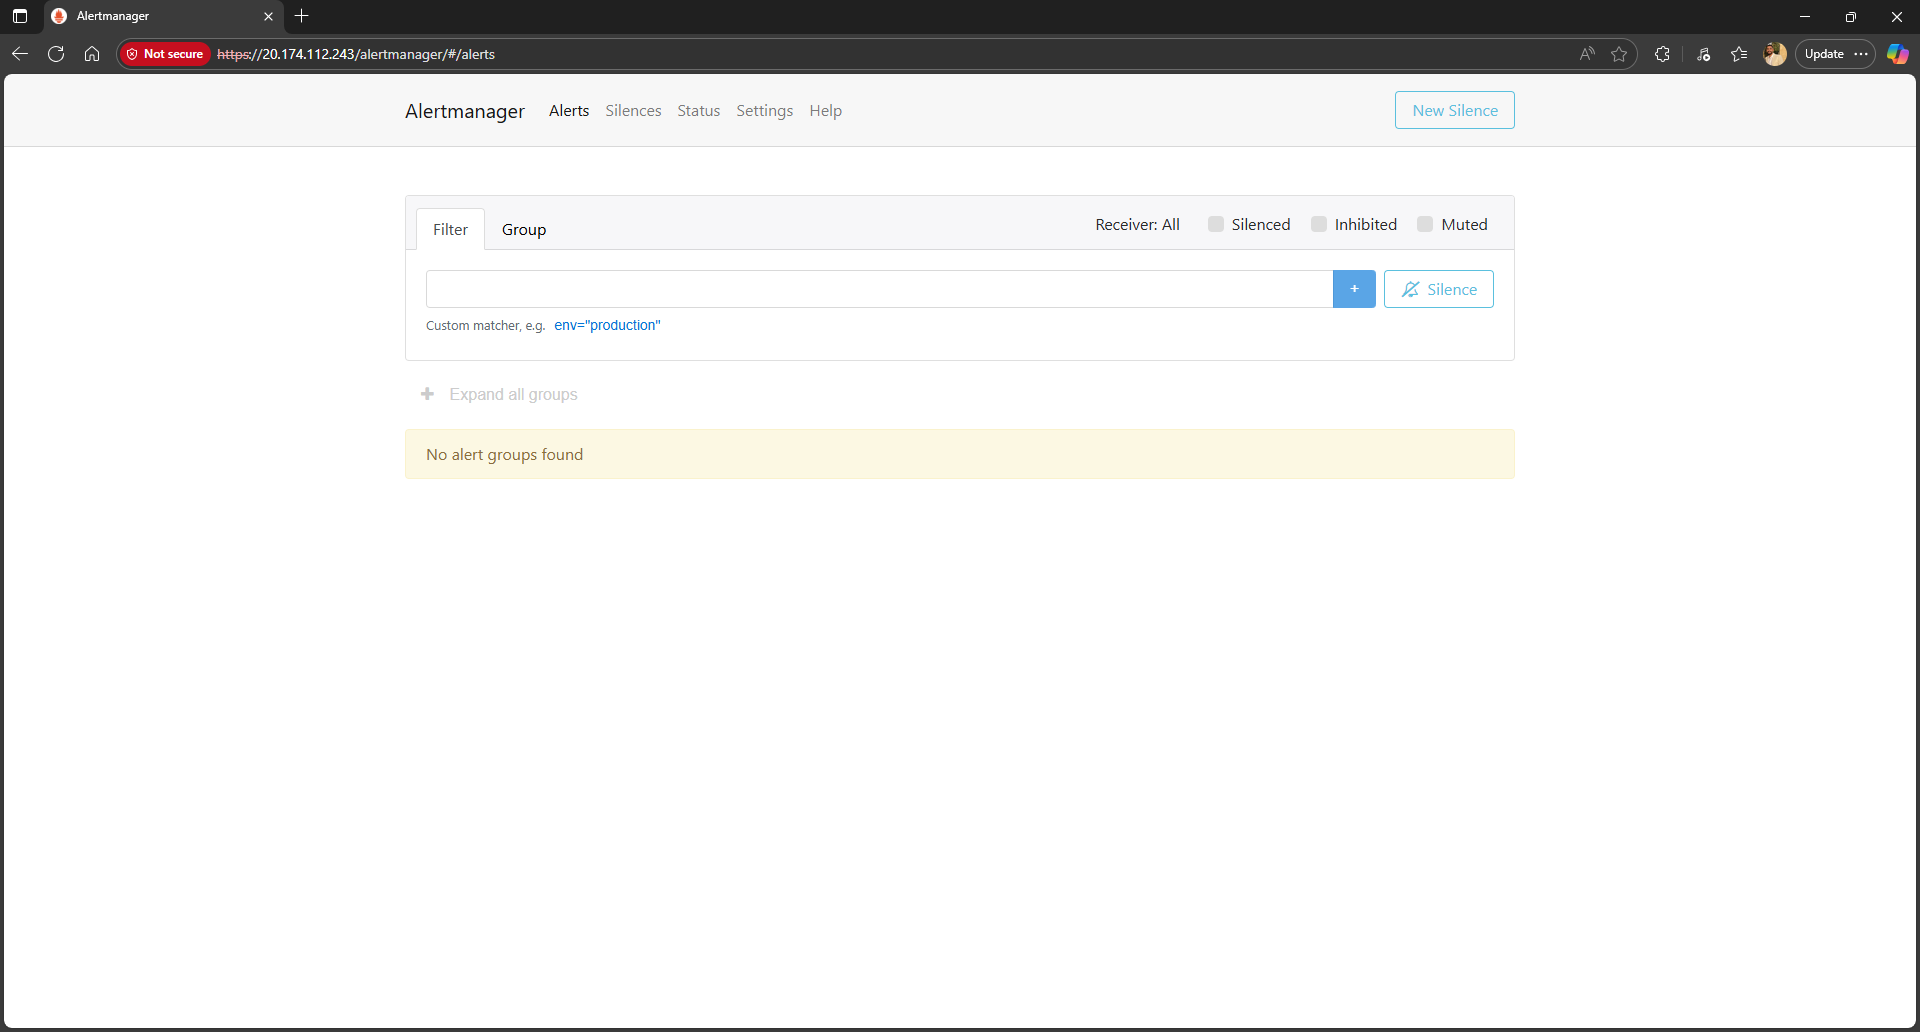 Alertmanager
Not secure https://20.174.112.243/alertmanager/#/alerts
Update
Alertmanager Alerts Silences Status Settings Help New Silence
Filter Group Receiver: All Silenced Inhibited Muted
+ Silence
Custom matcher, e.g. env="production"
+ Expand all groups
No alert groups found